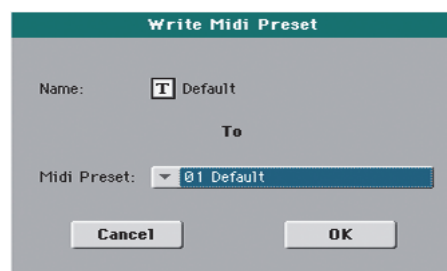 Write Midi Preset
Name: T Default
To
Midi Preset: 01 Default
Cancel OK